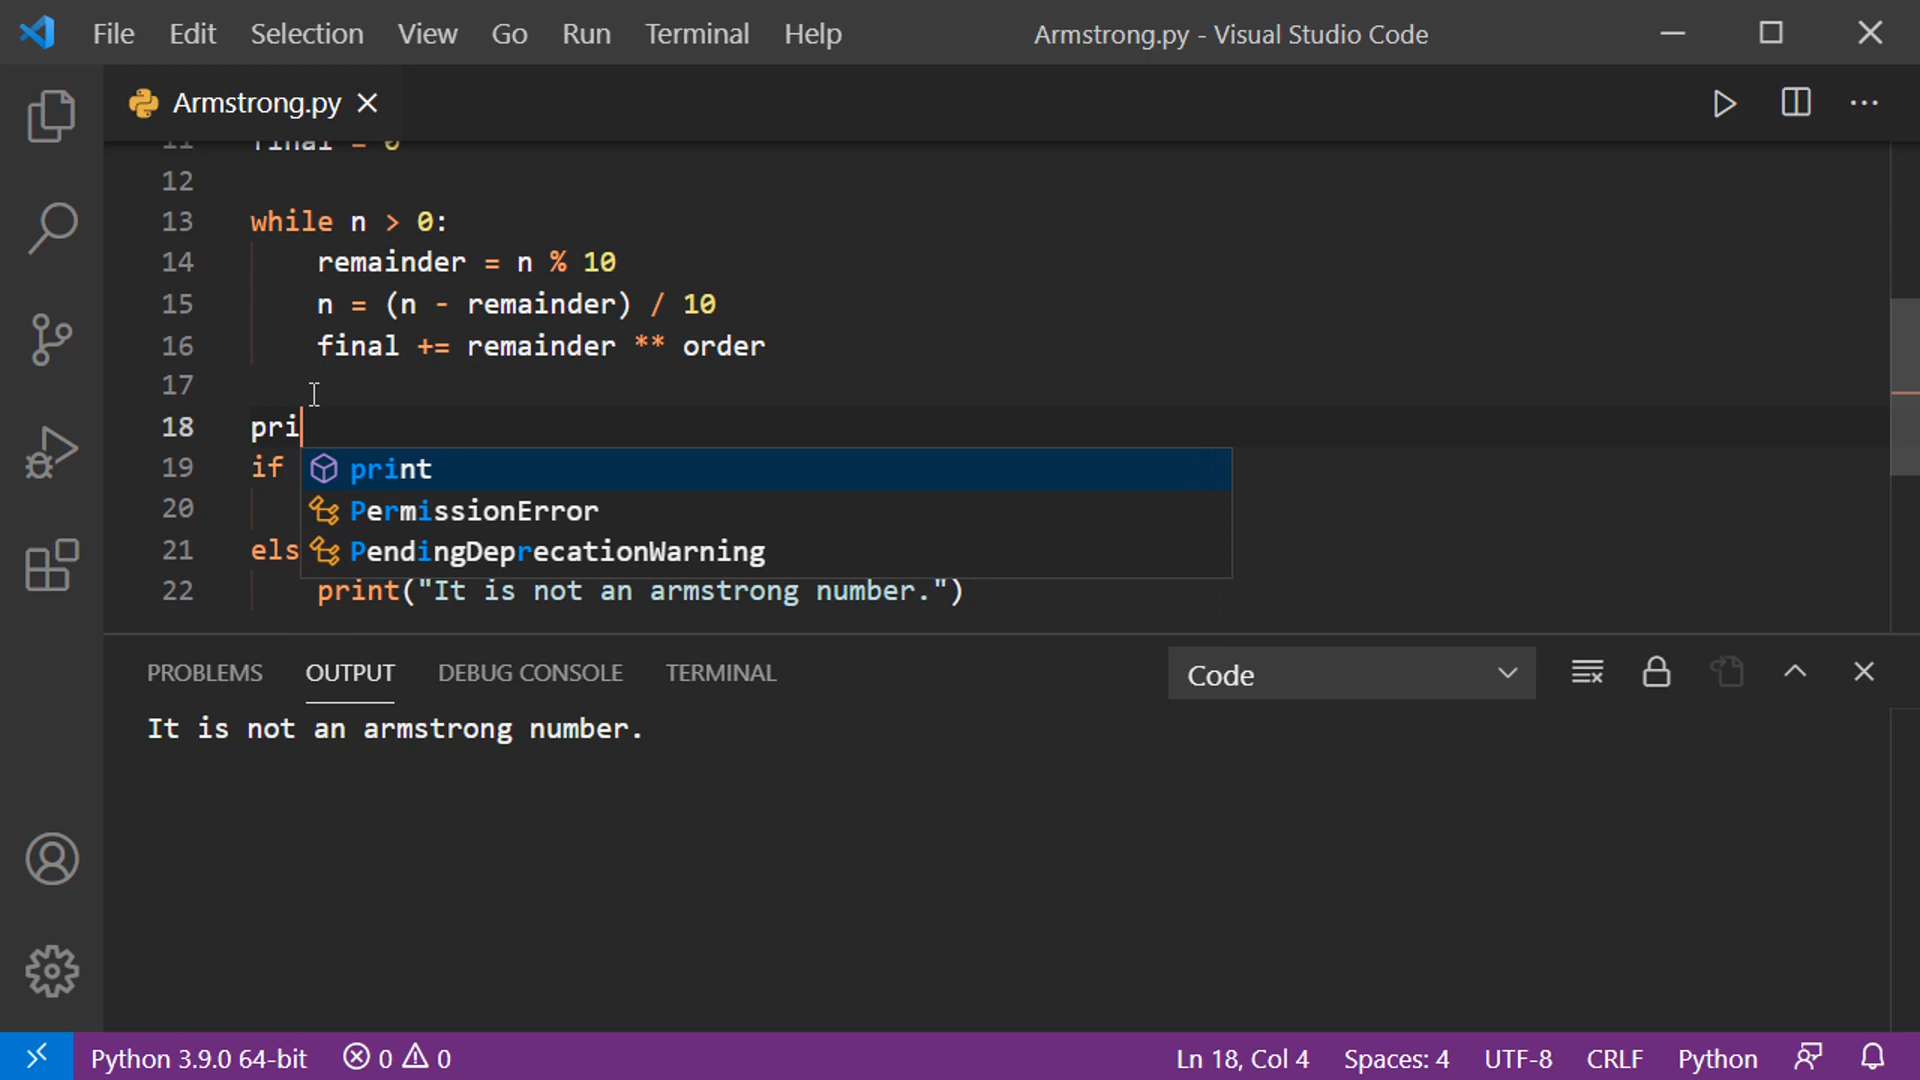 File Edit Selection View Go Run Terminal Help Armstrong.py - Visual Studio Code
Armstrong.py
11 final = 0
12
13 while n > 0:
14 remainder = n % 10
15 n = (n - remainder) / 10
16 final += remainder ** order
17
18 pri
19 if print
PermissionError
20
21 els PendingDeprecationWarning
22 print("It is not an armstrong number.")
PROBLEMS OUTPUT DEBUG CONSOLE TERMINAL Code
It is not an armstrong number.
Python 3.9.0 64-bit 0 0 Ln 18, Col 4 Spaces: 4 UTF-8 CRLF Python